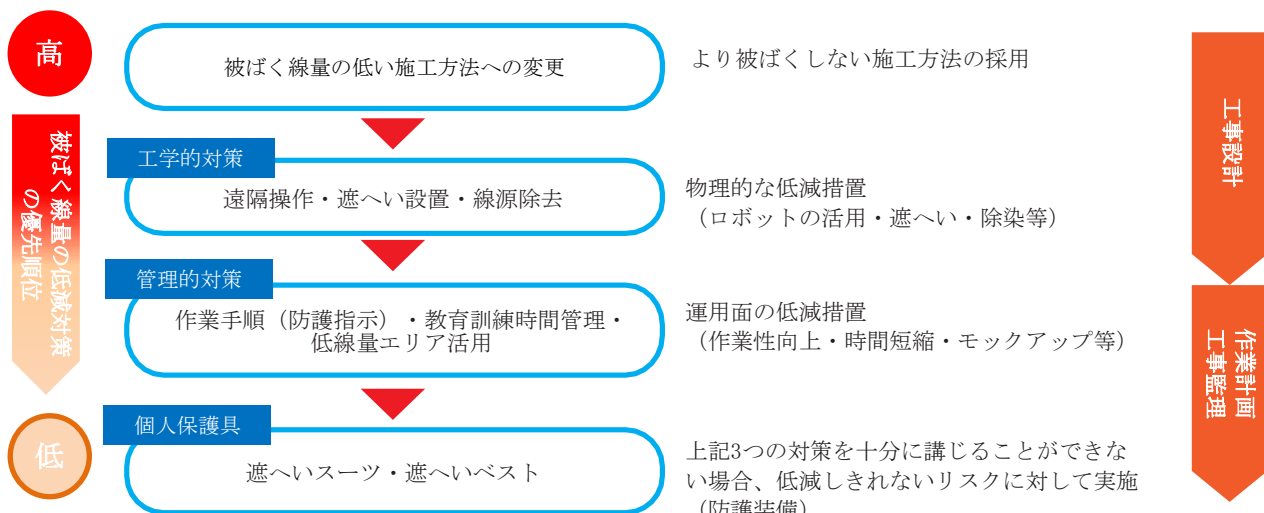 高
被ばく線量の低い施工方法への変更
より被ばくしない施工方法の採用
工事設計
被ばく線量の低減対策
の優先順位
工学的対策
遠隔操作・遮へい設置・線源除去
物理的な低減措置
(ロボットの活用・遮へい・除染等)
管理的対策
作業手順(防護指示)・教育訓練時間管理・
低線量エリア活用
運用面の低減措置
(作業性向上・時間短縮・モックアップ等)
作業計画
工事監理
低
個人保護具
遮へいスーツ・遮へいベスト
上記3つの対策を十分に講じることができな
い場合、低減しきれないリスクに対して実施
(防護装備)